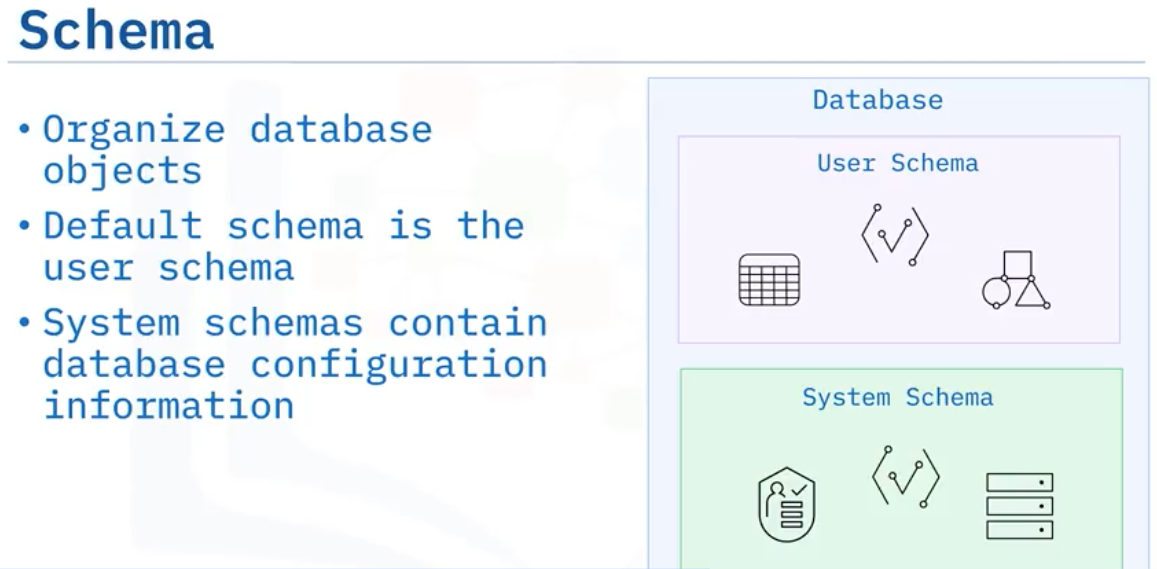 Schema
• Organize database
objects
• Default schema is the
user schema
• System schemas contain
database configuration
information
Database
User Schema
System Schema